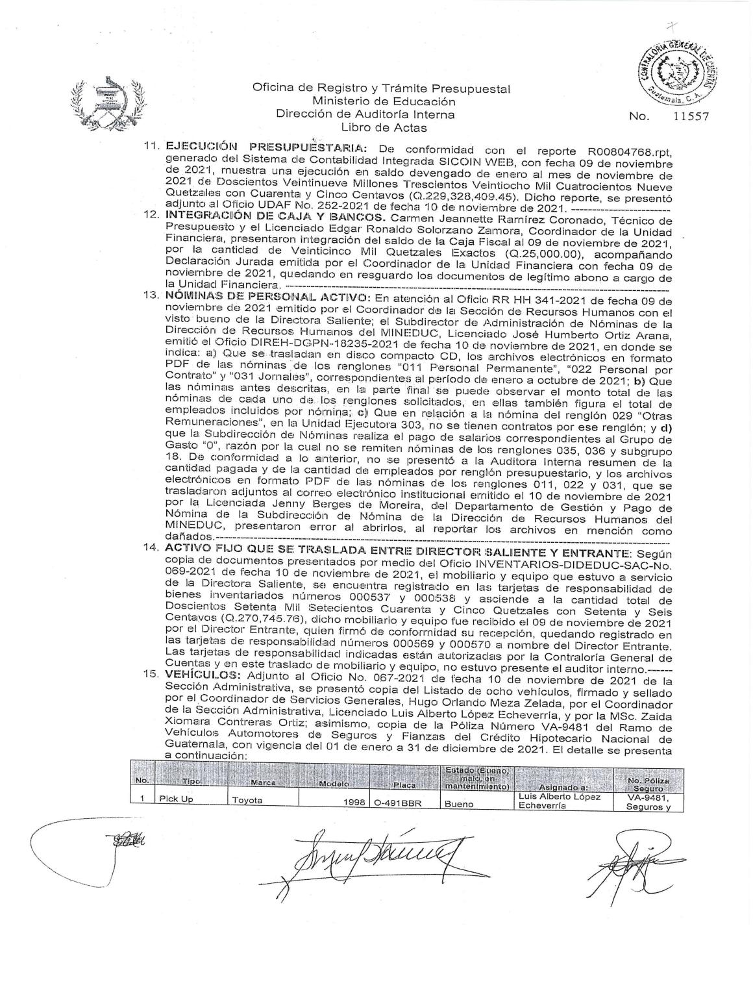 CONTRALORIA GENERAL DE CUENTAS
Guatemala, C. A.
Oficina de Registro y Trámite Presupuestal
Ministerio de Educación
Dirección de Auditoría Interna
Libro de Actas
No. 11557
11. EJECUCIÓN PRESUPUESTARIA: De conformidad con el reporte R00804768.rpt,
generado del Sistema de Contabilidad Integrada SICOIN WEB, con fecha 09 de noviembre
de 2021, muestra una ejecución en saldo devengado de enero al mes de noviembre de
2021 de Doscientos Veintinueve Millones Trescientos Veintiocho Mil Cuatrocientos Nueve
Quetzales con Cuarenta y Cinco Centavos (Q.229,328,409.45). Dicho reporte, se presentó
adjunto al Oficio UDAF No. 252-2021 de fecha 10 de noviembre de 2021. -------------------------
12. INTEGRACIÓN DE CAJA Y BANCOS. Carmen Jeannette Ramírez Coronado, Técnico de
Presupuesto y el Licenciado Edgar Ronaldo Solorzano Zamora, Coordinador de la Unidad
Financiera, presentaron integración del saldo de la Caja Fiscal al 09 de noviembre de 2021,
por la cantidad de Veinticinco Mil Quetzales Exactos (Q.25,000.00), acompañando
Declaración Jurada emitida por el Coordinador de la Unidad Financiera con fecha 09 de
noviembre de 2021, quedando en resguardo los documentos de legítimo abono a cargo de
la Unidad Financiera. ------------------------------------------------------------------------------------------
13. NÓMINAS DE PERSONAL ACTIVO: En atención al Oficio RR HH 341-2021 de fecha 09 de
noviembre de 2021 emitido por el Coordinador de la Sección de Recursos Humanos con el
visto bueno de la Directora Saliente; el Subdirector de Administración de Nóminas de la
Dirección de Recursos Humanos del MINEDUC, Licenciado José Humberto Ortiz Arana,
emitió el Oficio DIREH-DGPN-18235-2021 de fecha 10 de noviembre de 2021, en donde se
indica: a) Que se trasladan en disco compacto CD, los archivos electrónicos en formato
PDF de las nóminas de los renglones “011 Personal Permanente”, “022 Personal por
Contrato” y “031 Jornales”, correspondientes al período de enero a octubre de 2021; b) Que
las nóminas antes descritas, en la parte final se puede observar el monto total de las
nóminas de cada uno de los renglones solicitados, en ellas también figura el total de
empleados incluidos por nómina; c) Que en relación a la nómina del renglón 029 “Otras
Remuneraciones”, en la Unidad Ejecutora 303, no se tienen contratos por ese renglón; y d)
que la Subdirección de Nóminas realiza el pago de salarios correspondientes al Grupo de
Gasto “0”, razón por la cual no se remiten nóminas de los renglones 035, 036 y subgrupo
18. De conformidad a lo anterior, no se presentó a la Auditora Interna resumen de la
cantidad pagada y de la cantidad de empleados por renglón presupuestario, y los archivos
electrónicos en formato PDF de las nóminas de los renglones 011, 022 y 031, que se
trasladaron adjuntos al correo electrónico institucional emitido el 10 de noviembre de 2021
por la Licenciada Jenny Berges de Moreira, del Departamento de Gestión y Pago de
Nómina de la Subdirección de Nómina de la Dirección de Recursos Humanos del
MINEDUC, presentaron error al abrirlos, al reportar los archivos en mención como
dañados.-----------------------------------------------------------------------------------------------------------
14. ACTIVO FIJO QUE SE TRASLADA ENTRE DIRECTOR SALIENTE Y ENTRANTE: Según
copia de documentos presentados por medio del Oficio INVENTARIOS-DIDEDUC-SAC-No.
069-2021 de fecha 10 de noviembre de 2021, el mobiliario y equipo que estuvo a servicio
de la Directora Saliente, se encuentra registrado en las tarjetas de responsabilidad de
bienes inventariados números 000537 y 000538 y asciende a la cantidad total de
Doscientos Setenta Mil Setecientos Cuarenta y Cinco Quetzales con Setenta y Seis
Centavos (Q.270,745.76), dicho mobiliario y equipo fue recibido el 09 de noviembre de 2021
por el Director Entrante, quien firmó de conformidad su recepción, quedando registrado en
las tarjetas de responsabilidad números 000569 y 000570 a nombre del Director Entrante.
Las tarjetas de responsabilidad indicadas están autorizadas por la Contraloría General de
Cuentas y en este traslado de mobiliario y equipo, no estuvo presente el auditor interno.------
15. VEHÍCULOS: Adjunto al Oficio No. 067-2021 de fecha 10 de noviembre de 2021 de la
Sección Administrativa, se presentó copia del Listado de ocho vehículos, firmado y sellado
por el Coordinador de Servicios Generales, Hugo Orlando Meza Zelada, por el Coordinador
de la Sección Administrativa, Licenciado Luis Alberto López Echeverría, y por la MSc. Zaida
Xiomara Contreras Ortiz; asimismo, copia de la Póliza Número VA-9481 del Ramo de
Vehículos Automotores de Seguros y Fianzas del Crédito Hipotecario Nacional de
Guatemala, con vigencia del 01 de enero a 31 de diciembre de 2021. El detalle se presenta
a continuación:
No. Tipo Marca Modelo Placa Estado (Bueno, malo, en mantenimiento) Asignado a: No. Póliza Seguro
1 Pick Up Toyota 1998 O-491BBR Bueno Luis Alberto López Echeverría VA-9481, Seguros y